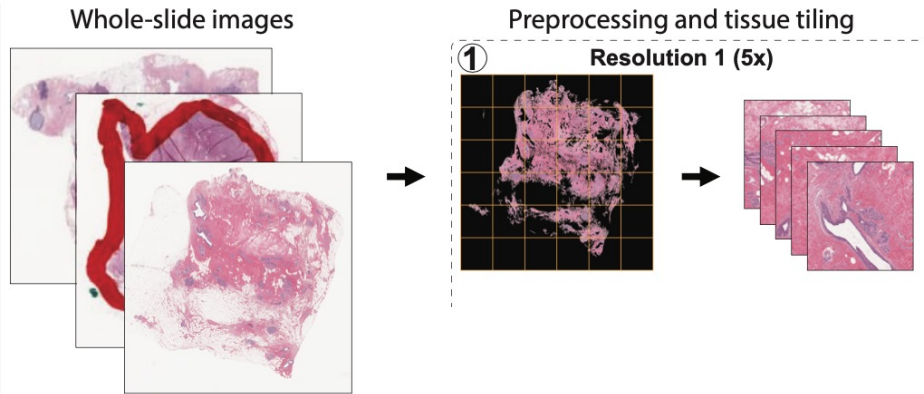 Whole-slide images
Preprocessing and tissue tiling
1
Resolution 1 (5x)